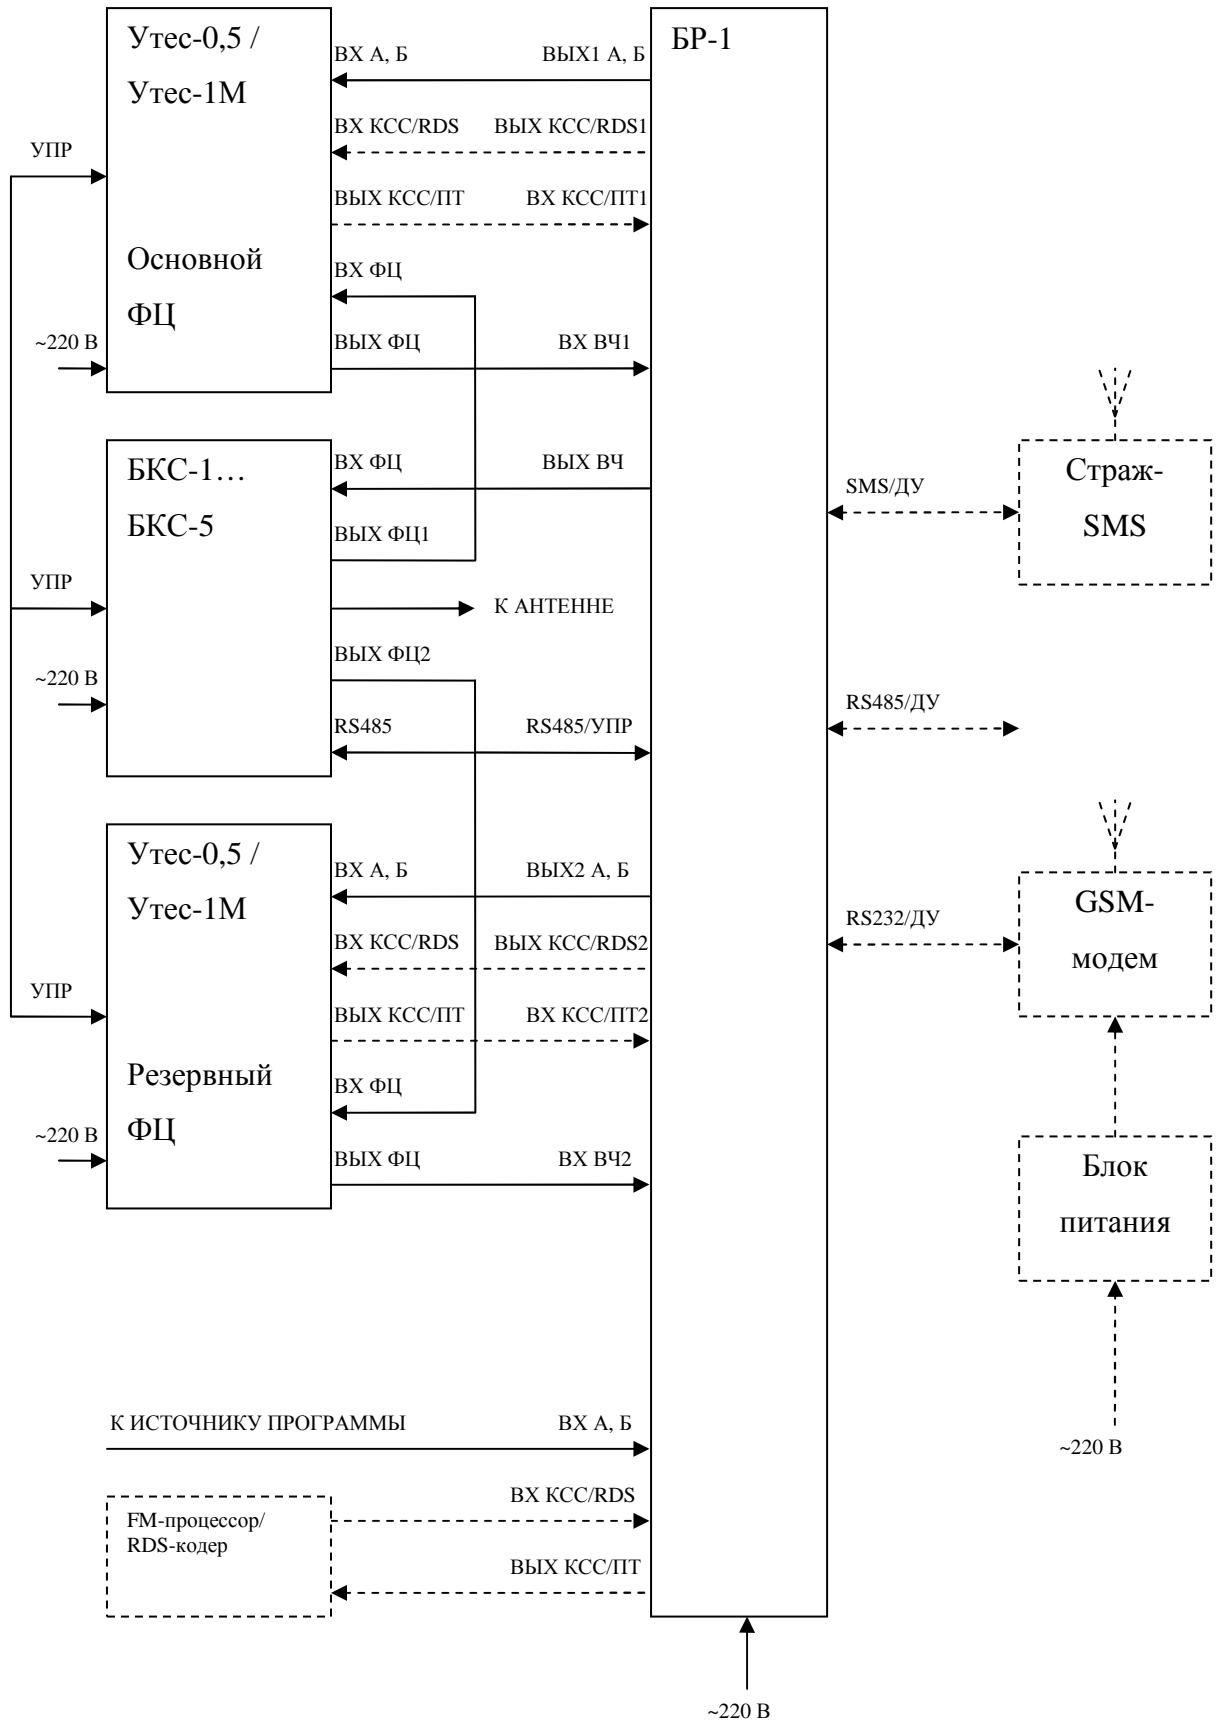 Утес-0,5 /
Утес-1М
Основной
ФЦ
УПР
~220 В
ВХ А, Б
ВЫХ1 А, Б
ВХ КСС/RDS
ВЫХ КСС/RDS1
ВЫХ КСС/ПТ
ВХ КСС/ПТ1
ВХ ФЦ
ВЫХ ФЦ
ВХ ВЧ1
БР-1
БКС-1…
БКС-5
УПР
~220 В
ВХ ФЦ
ВЫХ ВЧ
ВЫХ ФЦ1
К АНТЕННЕ
ВЫХ ФЦ2
RS485
RS485/УПР
Утес-0,5 /
Утес-1М
Резервный
ФЦ
УПР
~220 В
ВХ А, Б
ВЫХ2 А, Б
ВХ КСС/RDS
ВЫХ КСС/RDS2
ВЫХ КСС/ПТ
ВХ КСС/ПТ2
ВХ ФЦ
ВЫХ ФЦ
ВХ ВЧ2
SMS/ДУ
Страж-
SMS
RS485/ДУ
RS232/ДУ
GSM-
модем
Блок
питания
~220 В
К ИСТОЧНИКУ ПРОГРАММЫ
ВХ А, Б
FM-процессор/
RDS-кодер
ВХ КСС/RDS
ВЫХ КСС/ПТ
~220 В